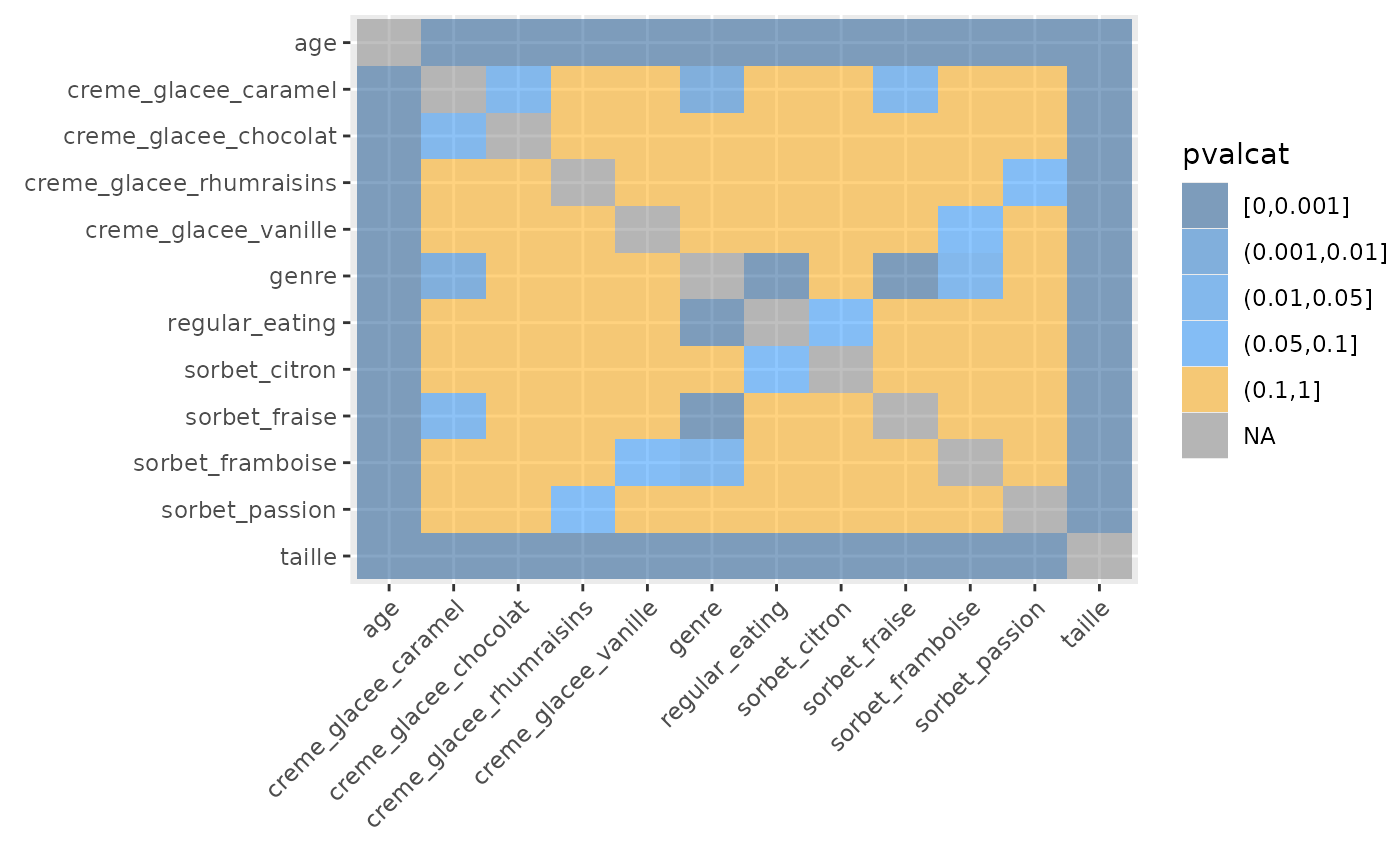 age
creme_glacee_caramel
creme_glacee_chocolat
creme_glacee_rhumraisins
creme_glacee_vanille
genre
regular_eating
sorbet_citron
sorbet_fraise
sorbet_framboise
sorbet_passion
taille
age
creme_glacee_caramel
creme_glacee_chocolat
creme_glacee_rhumraisins
creme_glacee_vanille
genre
regular_eating
sorbet_citron
sorbet_fraise
sorbet_framboise
sorbet_passion
taille
pvalcat
[0,0.001]
(0.001,0.01]
(0.01,0.05]
(0.05,0.1]
(0.1,1]
NA